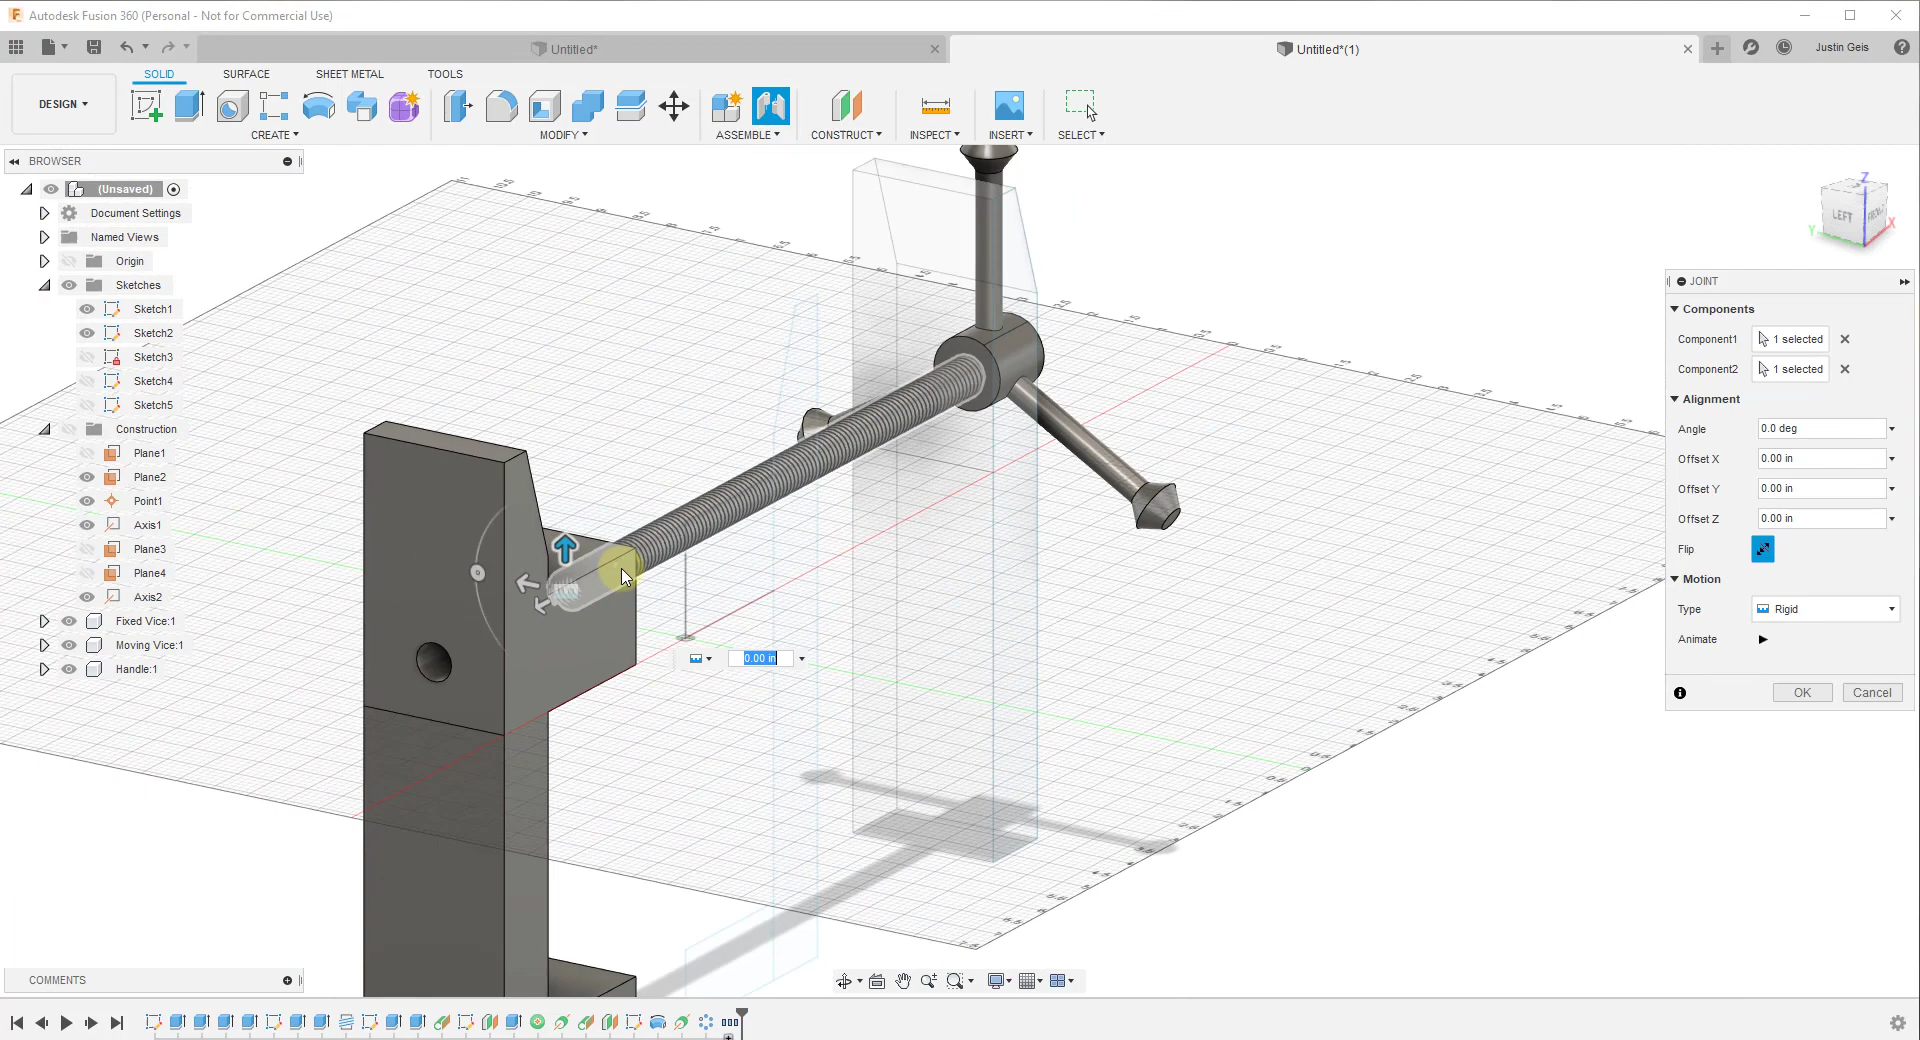 Autodesk Fusion 360 (Personal - Not for Commercial Use)
Untitled*
Untitled*(1)
Justin Geis
DESIGN
SOLID
SURFACE
SHEET METAL
TOOLS
CREATE
MODIFY
ASSEMBLE
CONSTRUCT
INSPECT
INSERT
SELECT
BROWSER
(Unsaved)
Document Settings
Named Views
Origin
Sketches
Sketch1
Sketch2
Sketch3
Sketch4
Sketch5
Construction
Plane1
Plane2
Point1
Axis1
Plane3
Plane4
Axis2
Fixed Vice:1
Moving Vice:1
Handle:1
0.00 in
Z
LEFT
FRONT
Y
X
JOINT
Components
Component1 1 selected
Component2 1 selected
Alignment
Angle 0.0 deg
Offset X 0.00 in
Offset Y 0.00 in
Offset Z 0.00 in
Flip
Motion
Type Rigid
Animate
OK Cancel
COMMENTS